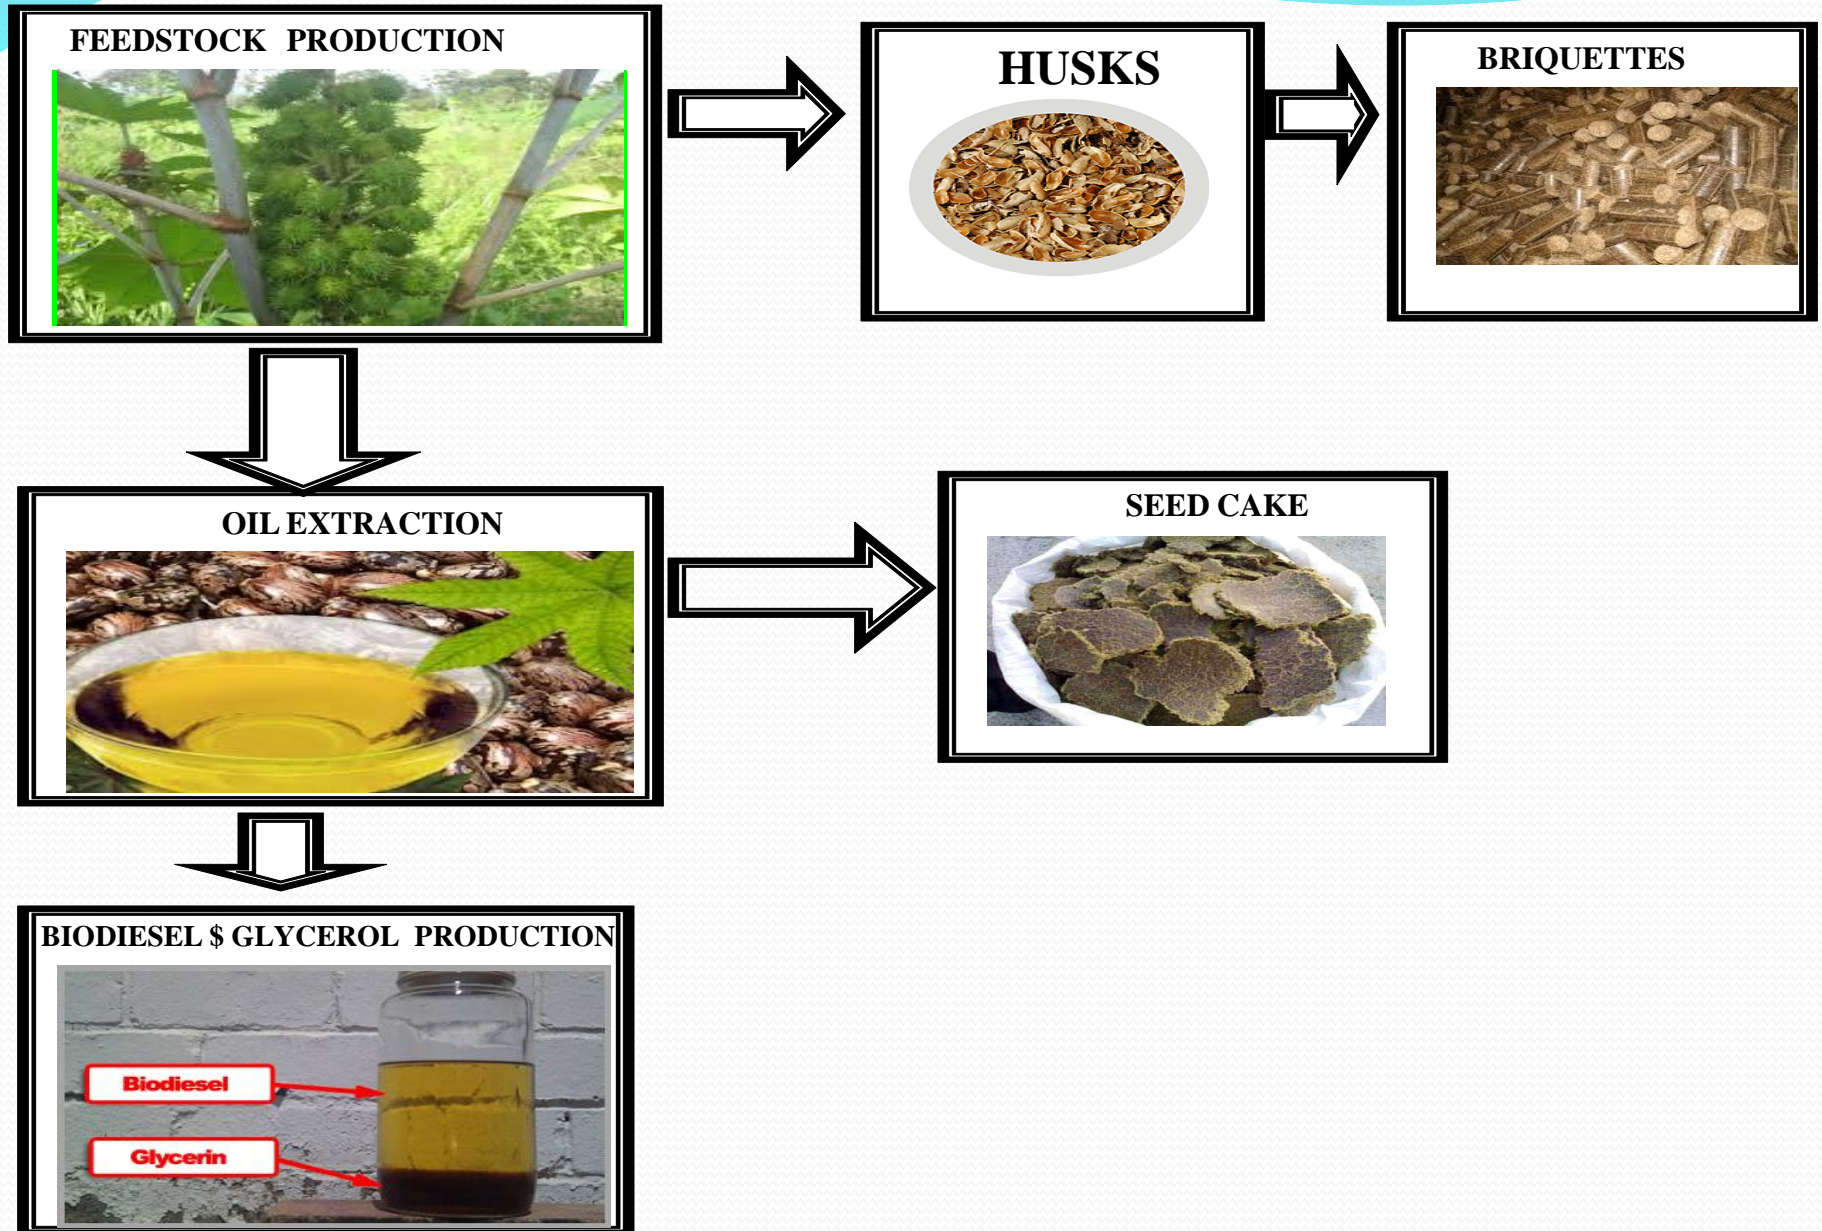 FEEDSTOCK PRODUCTION
HUSKS
BRIQUETTES
OIL EXTRACTION
SEED CAKE
BIODIESEL $ GLYCEROL PRODUCTION
Biodiesel
Glycerin